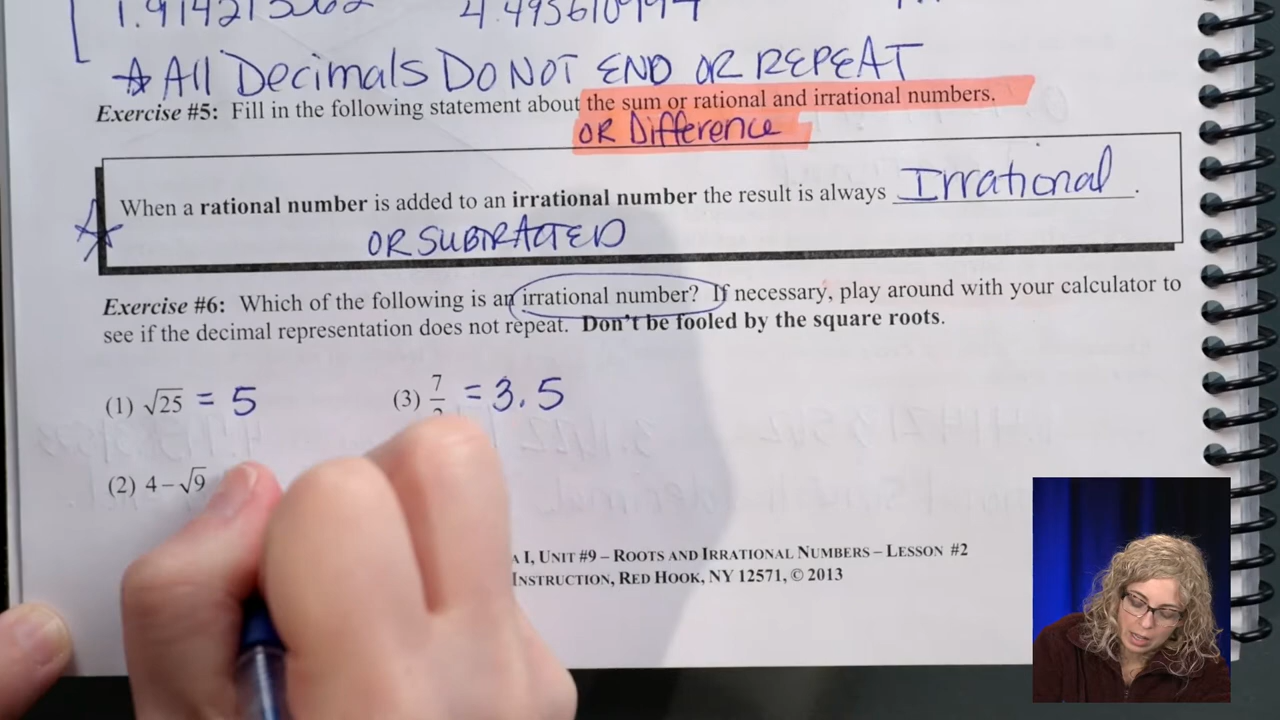 1.914213562 4.495610
☆ All Decimals DO NOT END OR REPEAT
Exercise #5: Fill in the following statement about the sum or rational and irrational numbers.
OR Difference
When a rational number is added to an irrational number the result is always Irrational.
OR SUBTRACTED
Exercise #6: Which of the following is an irrational number? If necessary, play around with your calculator to
see if the decimal representation does not repeat. Don't be fooled by the square roots.
(1) √25 = 5 (3) 7/ = 3.5
(2) 4−√9
A I, UNIT #9 – ROOTS AND IRRATIONAL NUMBERS – LESSON #2
INSTRUCTION, RED HOOK, NY 12571, © 2013